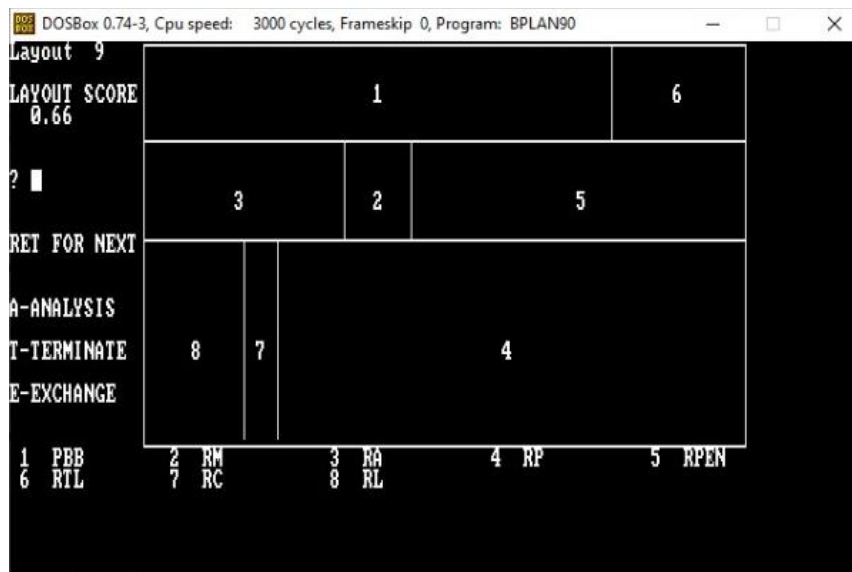 DOSBox 0.74-3, Cpu speed: 3000 cycles, Frameskip 0, Program: BPLAN90
Layout 9
LAYOUT SCORE
0.66
1 6
? 
3 2 5
RET FOR NEXT
A-ANALYSIS
T-TERMINATE
8 7 4
E-EXCHANGE
1 PBB 2 RM 3 RA 4 RP 5 RPEN
6 RTL 7 RC 8 RL